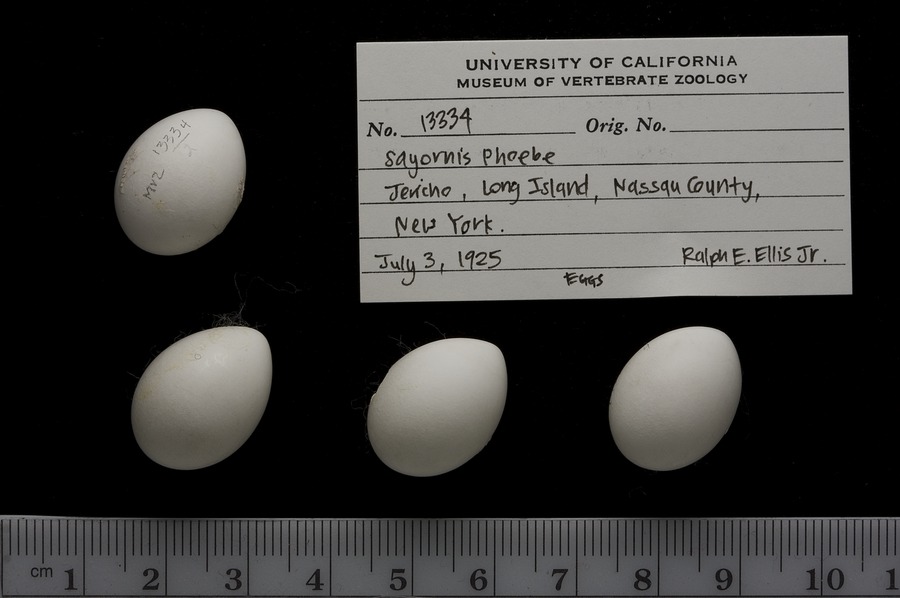 UNIVERSITY OF CALIFORNIA
MUSEUM OF VERTEBRATE ZOOLOGY
No. 13334 Orig. No.
Sayornis Phoebe
Jericho, Long Island, Nassau County,
New York.
July 3, 1925 Ralph E. Ellis Jr.
EGGS
13334
MVZ
cm 1 2 3 4 5 6 7 8 9 10 1